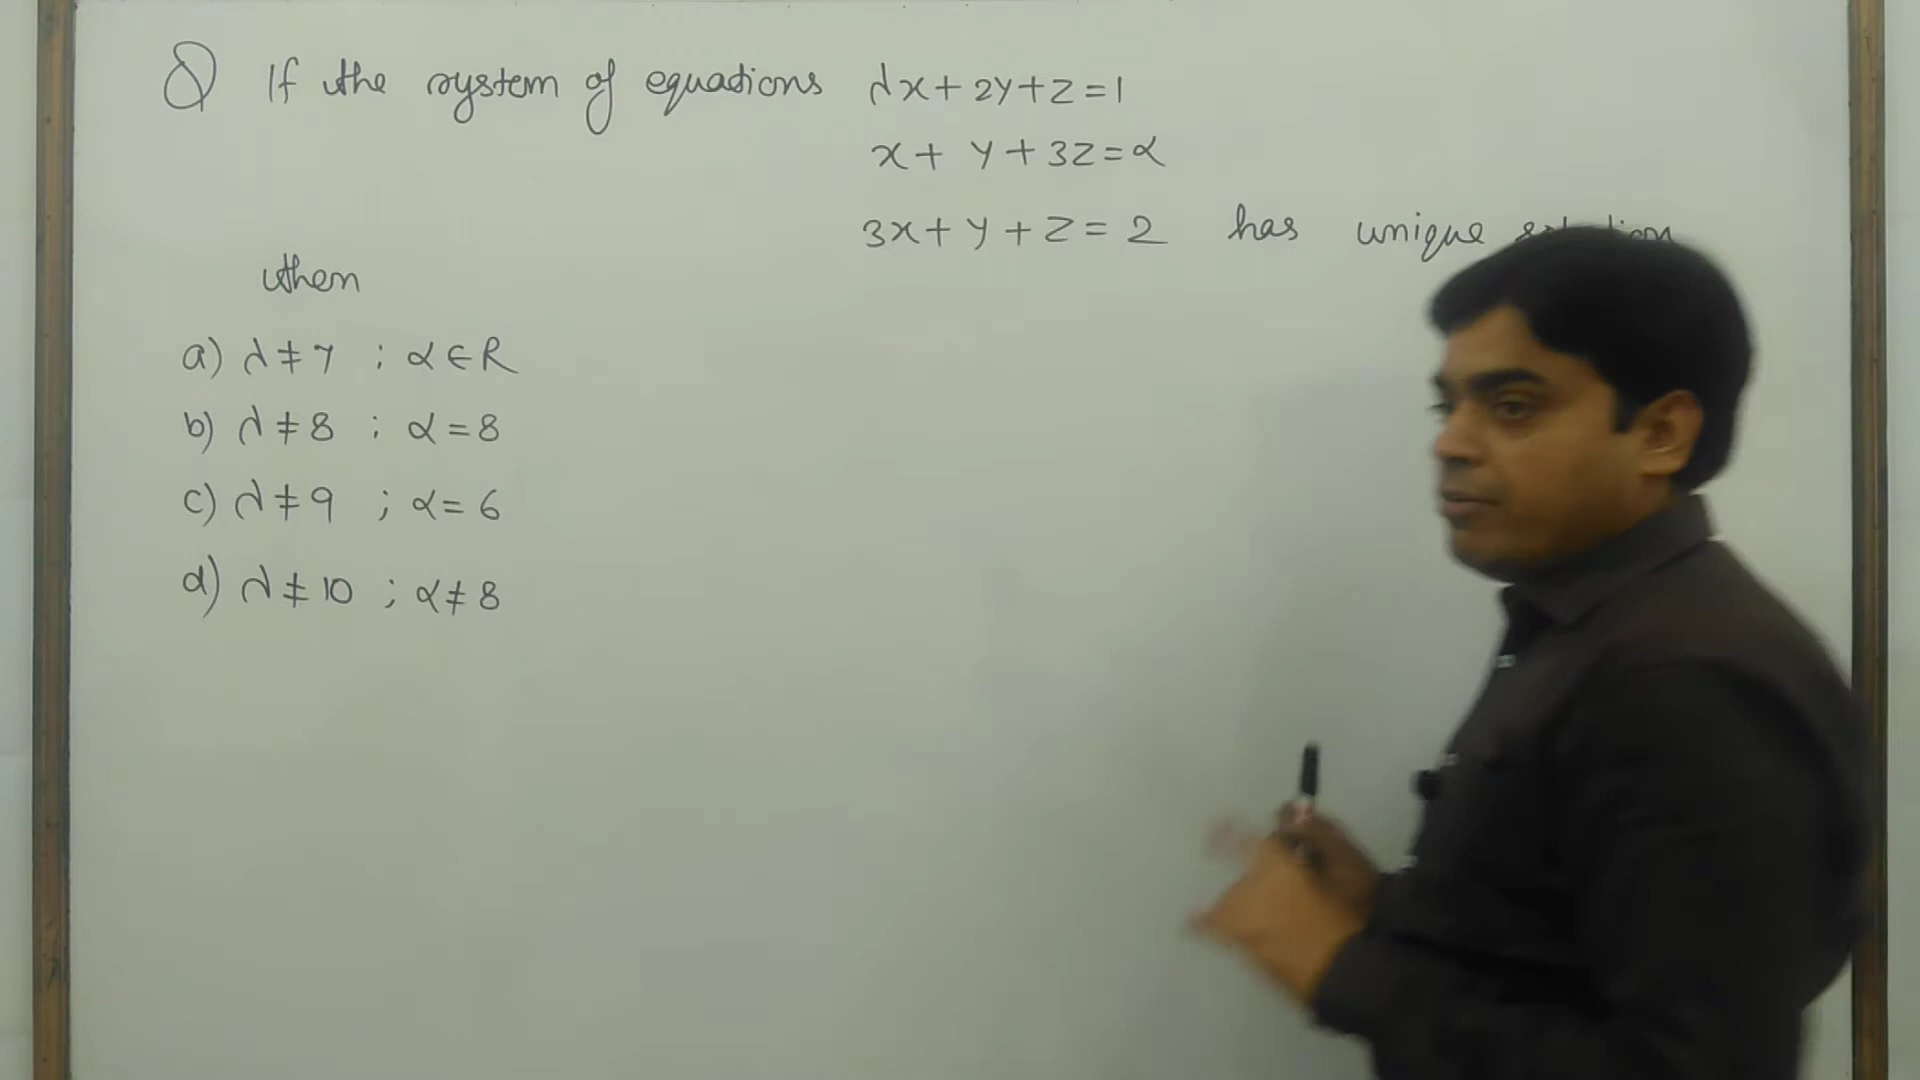 Q If the system of equations λx + 2y + z = 1
x + y + 3z = α
3x + y + z = 2 has unique
then
a) λ ≠ 7 ; α ∈ R
b) λ ≠ 8 ; α = 8
c) λ ≠ 9 ; α = 6
d) λ ≠ 10 ; α ≠ 8